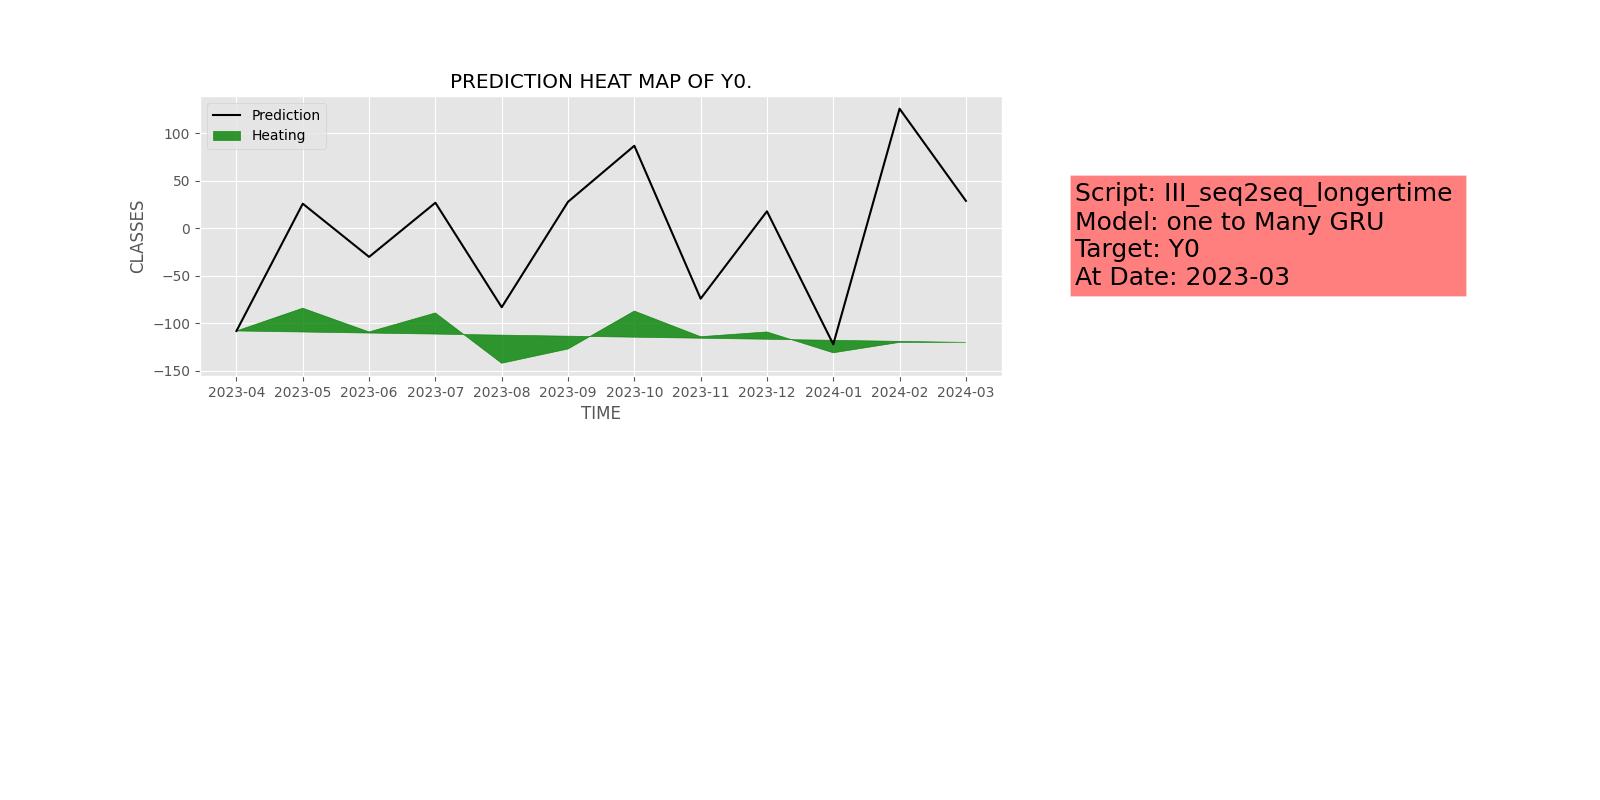 PREDICTION HEAT MAP OF Y0.
Prediction
Heating
CLASSES
100
50
0
−50
−100
−150
2023-04 2023-05 2023-06 2023-07 2023-08 2023-09 2023-10 2023-11 2023-12 2024-01 2024-02 2024-03
TIME
Script: III_seq2seq_longertime
Model: one to Many GRU
Target: Y0
At Date: 2023-03